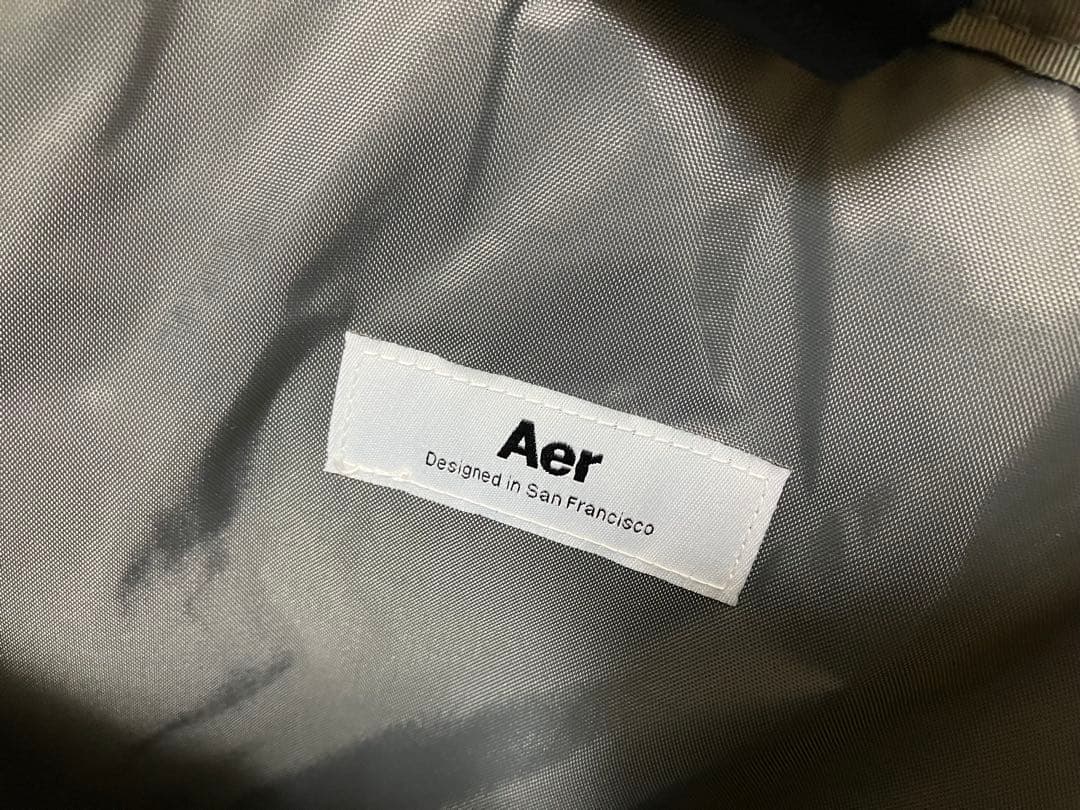 Aer
Designed in San Francisco